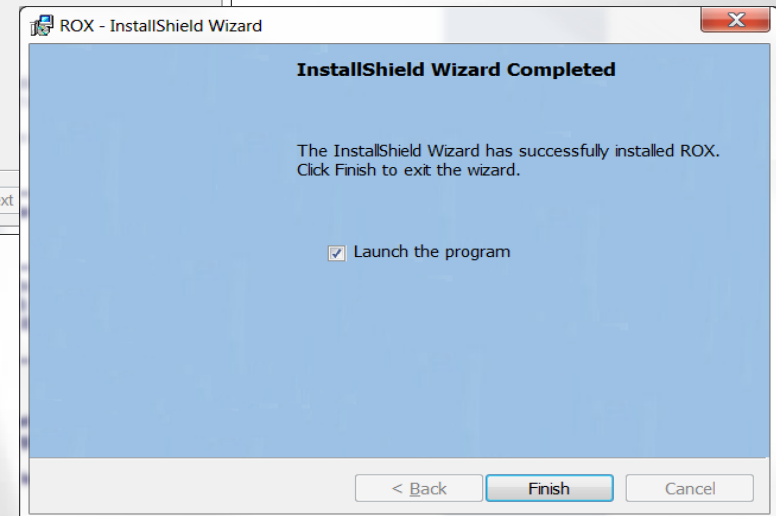 ROX - InstallShield Wizard
InstallShield Wizard Completed
The InstallShield Wizard has successfully installed ROX.
Click Finish to exit the wizard.
Launch the program
xt
< Back
Finish
Cancel